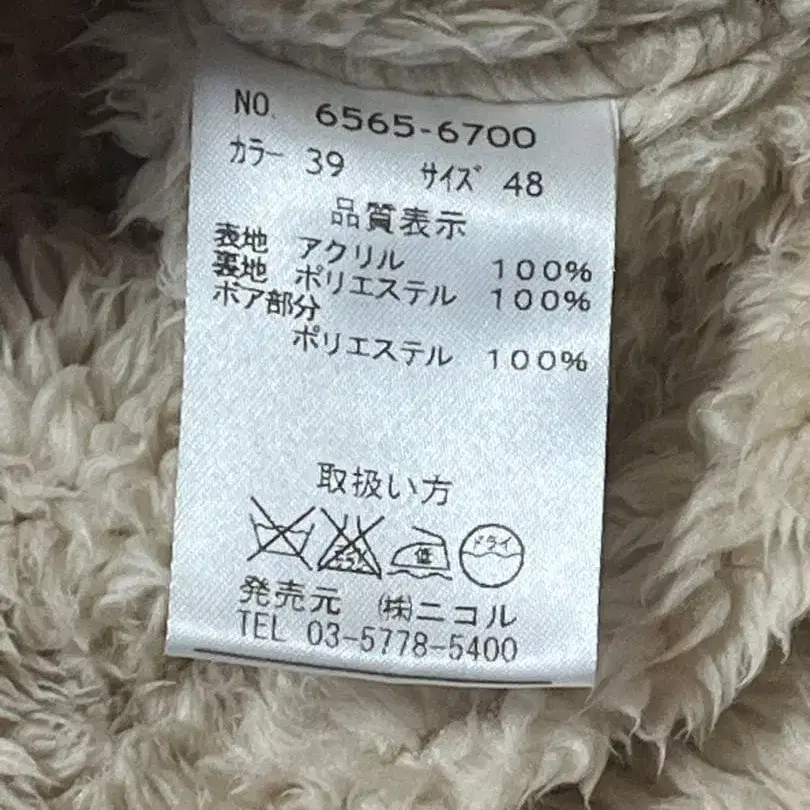 NO. 6565-6700
カラー 39 サイズ 48
品質表示
表地 アクリル 100%
裏地 ポリエステル 100%
ボア部分
ポリエステル 100%
取扱い方
エンソ 低 ドライ
発売元 ㈱ニコル
TEL 03-5778-5400